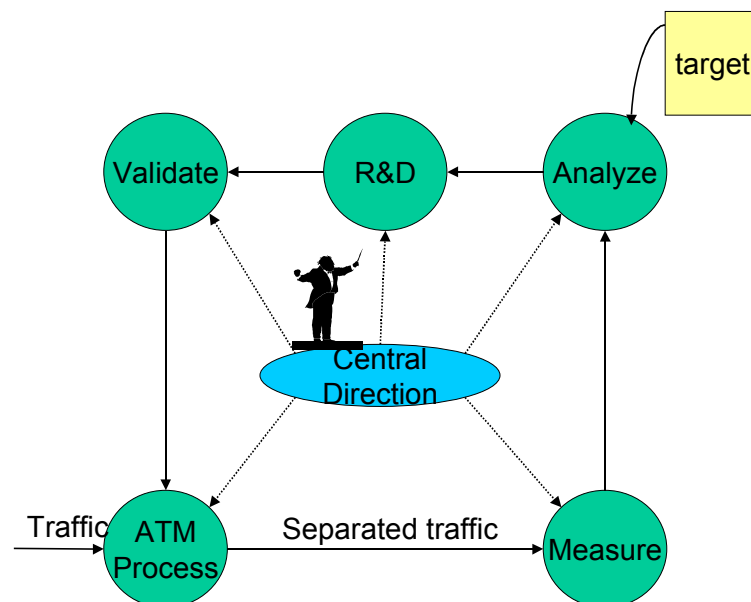 target
Validate
R&D
Analyze
Central
Direction
Traffic
ATM
Process
Separated traffic
Measure